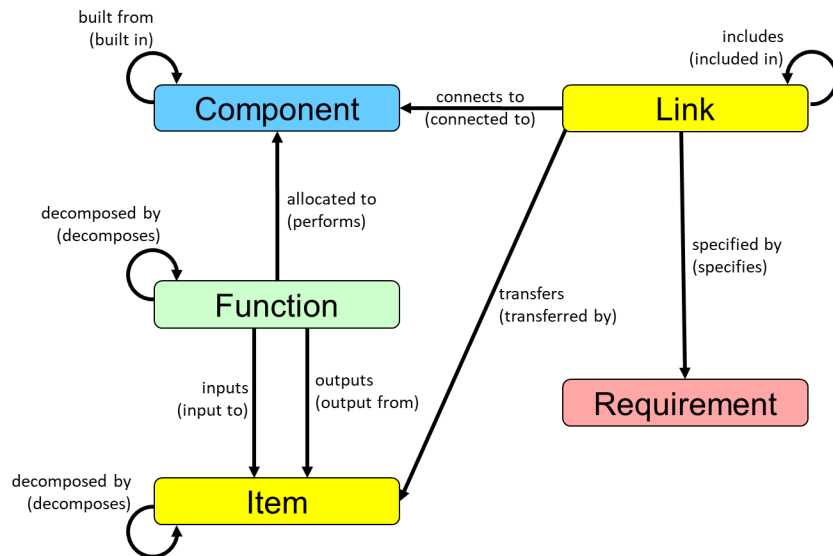 built from
(built in)
includes
(included in)
Component
connects to
(connected to)
Link
allocated to
(performs)
decomposed by
(decomposes)
specified by
(specifies)
Function
transfers
(transferred by)
inputs
(input to)
outputs
(output from)
Requirement
decomposed by
(decomposes)
Item